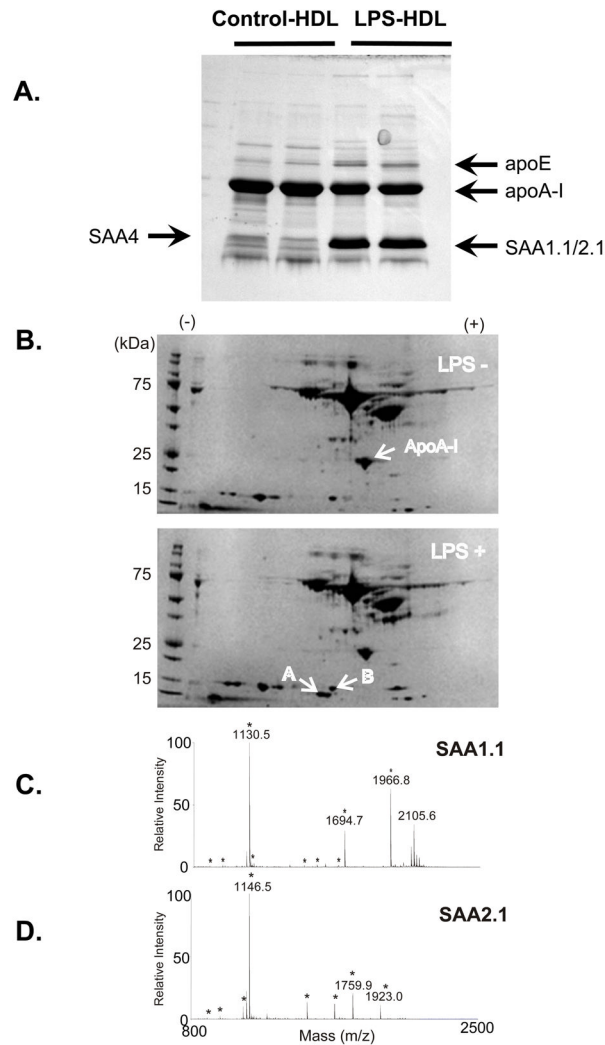 Control-HDL LPS-HDL
A.
apoE
apoA-I
SAA4
SAA1.1/2.1
B.
(-) (+)
(kDa)
LPS -
75
ApoA-I
25
15
LPS +
75
25
15
A B
C.
SAA1.1
Relative Intensity
100
50
0
* 1130.5
* 1694.7
* 1966.8
2105.6
* * * * * *
D.
SAA2.1
Relative Intensity
100
50
0
* 1146.5
* 1759.9
* 1923.0
* * * * *
800 Mass (m/z) 2500